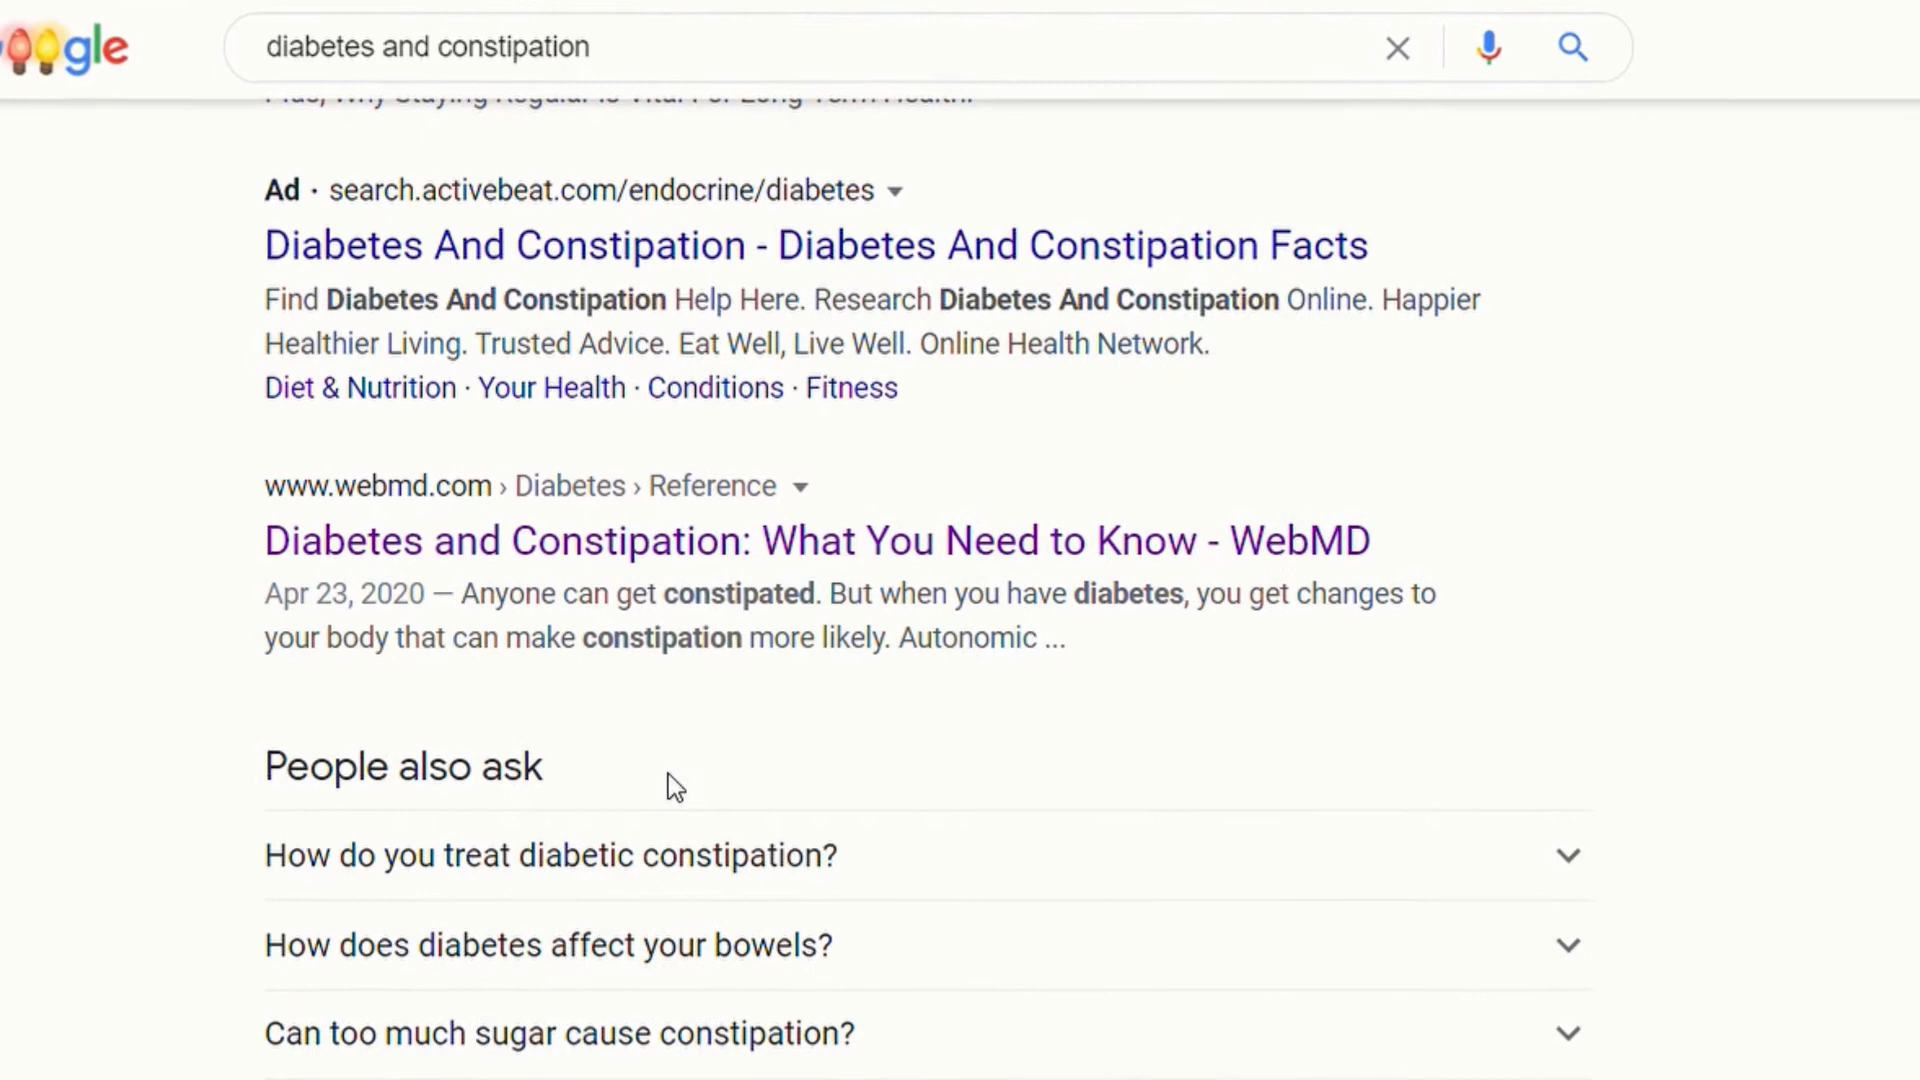 gle
diabetes and constipation
Ad · search.activebeat.com/endocrine/diabetes
Diabetes And Constipation - Diabetes And Constipation Facts
Find Diabetes And Constipation Help Here. Research Diabetes And Constipation Online. Happier
Healthier Living. Trusted Advice. Eat Well, Live Well. Online Health Network.
Diet & Nutrition · Your Health · Conditions · Fitness
www.webmd.com › Diabetes › Reference
Diabetes and Constipation: What You Need to Know - WebMD
Apr 23, 2020 — Anyone can get constipated. But when you have diabetes, you get changes to
your body that can make constipation more likely. Autonomic ...
People also ask
How do you treat diabetic constipation?
How does diabetes affect your bowels?
Can too much sugar cause constipation?